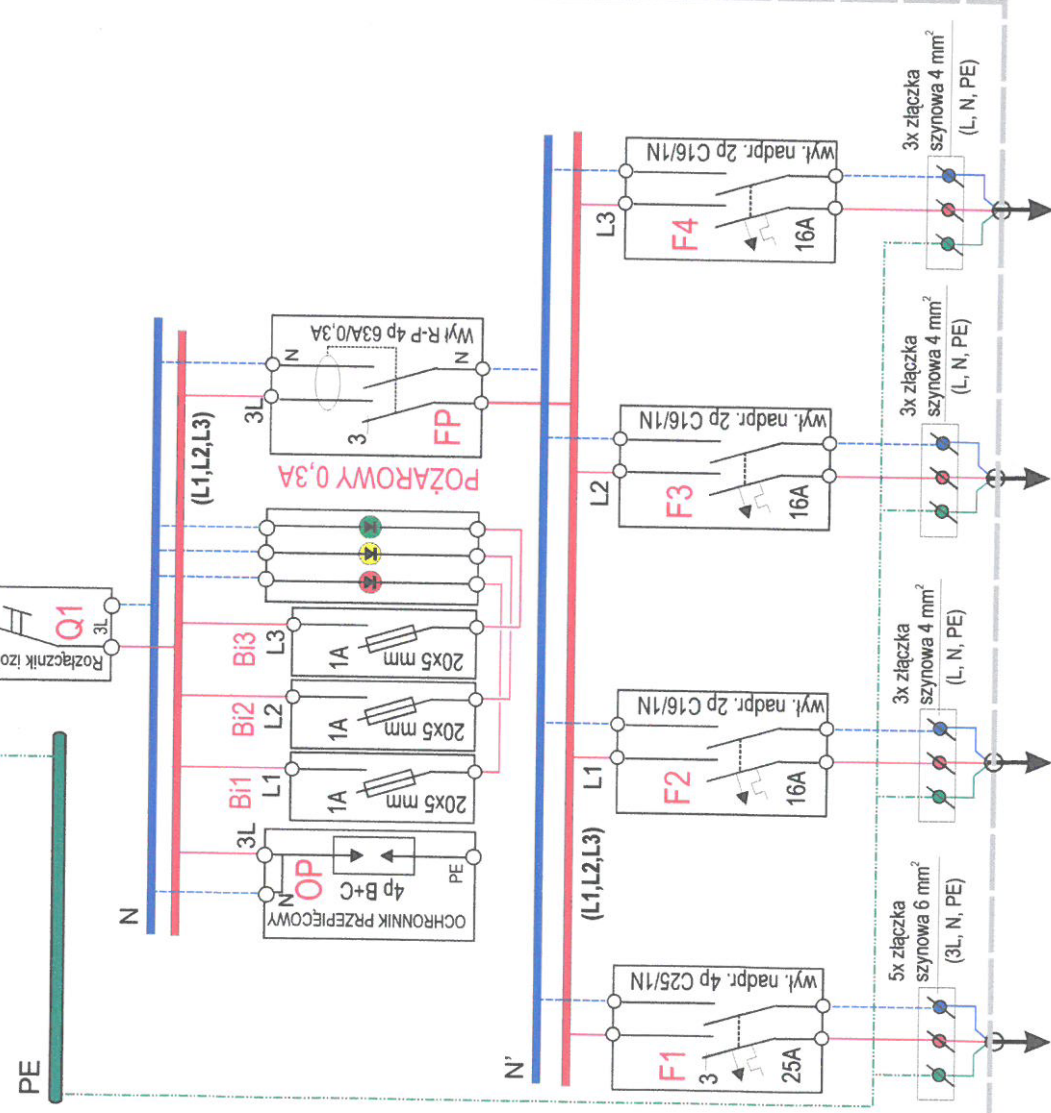 Rozłącznik izo
Q1
3L
PE
N
(L1,L2,L3)
OCHRONNIK PRZEPIĘCIOWY
4p B+C
OP
N
3L
PE
Bi1
L1
1A
20x5 mm
Bi2
L2
1A
20x5 mm
Bi3
L3
1A
20x5 mm
POŻAROWY 0,3A
Wył R-P 4p 63A/0,3A
FP
3L
N
3
N
N'
(L1,L2,L3)
wył. nadpr. 4p C25/1N
F1
3
25A
L1
wył. nadpr. 2p C16/1N
F2
16A
L2
wył. nadpr. 2p C16/1N
F3
16A
L3
wył. nadpr. 2p C16/1N
F4
16A
5x złączka
szynowa 6 mm²
(3L, N, PE)
3x złączka
szynowa 4 mm²
(L, N, PE)
3x złączka
szynowa 4 mm²
(L, N, PE)
3x złączka
szynowa 4 mm²
(L, N, PE)